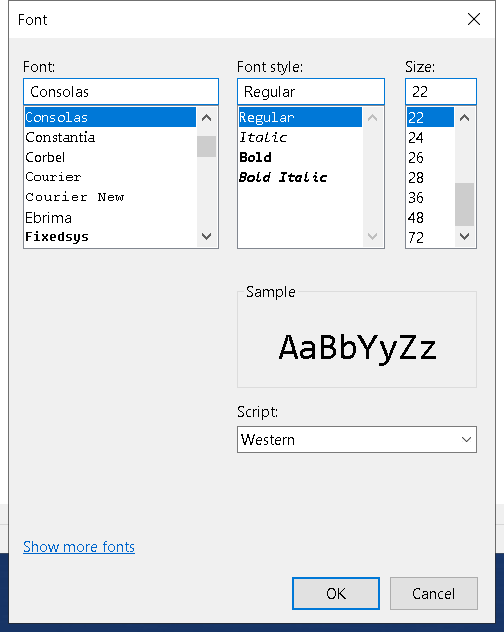 Font
Font:
Font style:
Size:
Consolas
Regular
22
Consolas
Constantia
Corbel
Courier
Courier New
Ebrima
Fixedsys
Regular
Italic
Bold
Bold Italic
22
24
26
28
36
48
72
Sample
AaBbYyZz
Script:
Western
Show more fonts
OK
Cancel